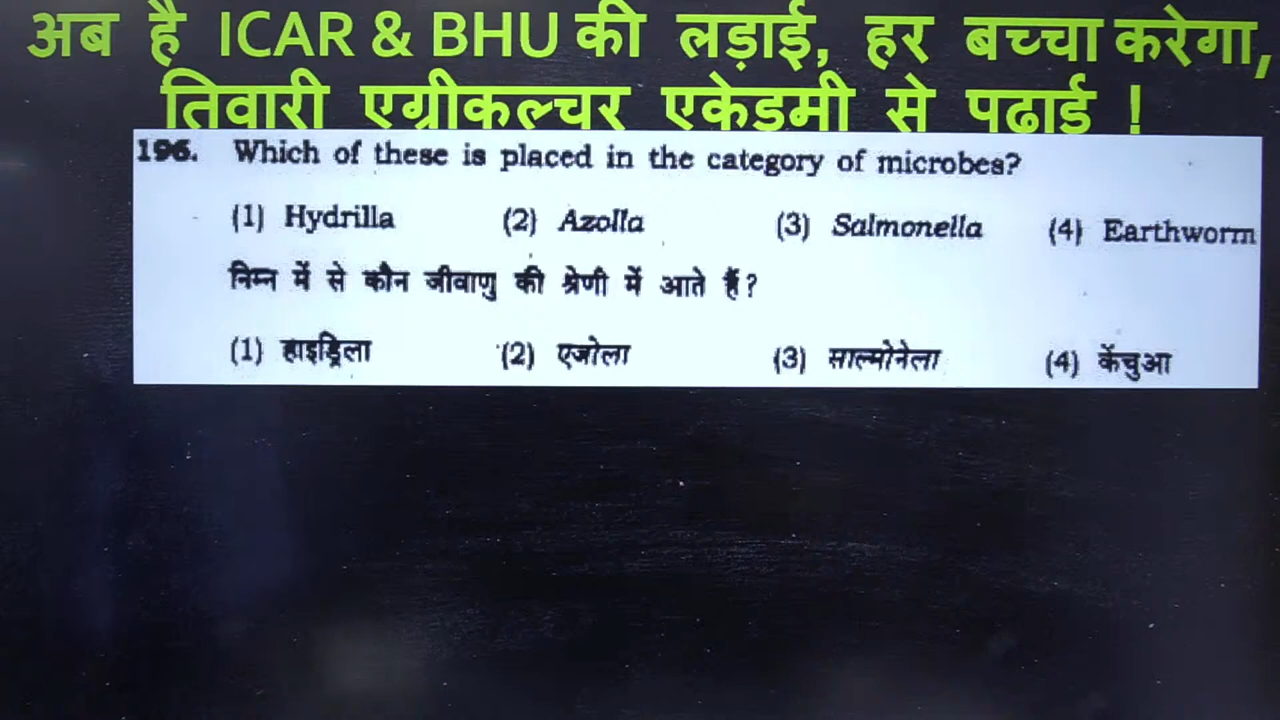 अब है ICAR & BHU की लड़ाई, हर बच्चा करेगा,
तिवारी एग्रीकल्चर एकेडमी से पढाई !
196. Which of these is placed in the category of microbes?
(1) Hydrilla (2) Azolla (3) Salmonella (4) Earthworm
निम्न में से कौन जीवाणु की श्रेणी में आते हैं?
(1) हाइड्रिला (2) एजोला (3) साल्मोनेला (4) केंचुआ